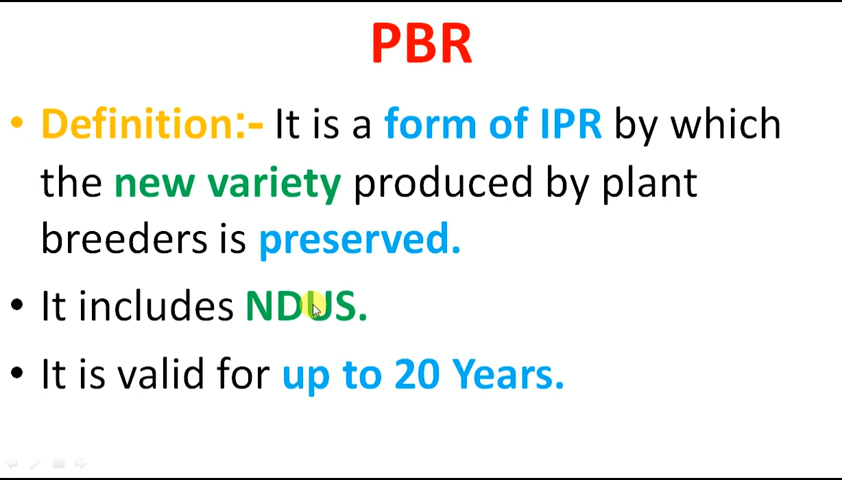 PBR
• Definition:- It is a form of IPR by which
the new variety produced by plant
breeders is preserved.
• It includes NDUS.
• It is valid for up to 20 Years.